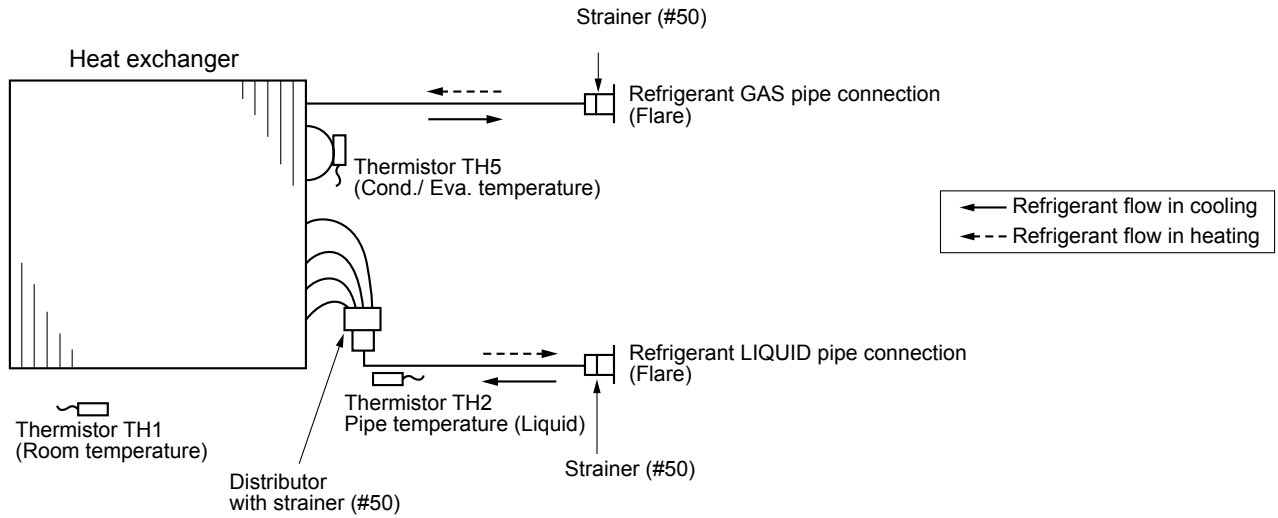 Strainer (#50)
Heat exchanger
Refrigerant GAS pipe connection
(Flare)
Thermistor TH5
(Cond./ Eva. temperature)
Refrigerant flow in cooling
Refrigerant flow in heating
Refrigerant LIQUID pipe connection
(Flare)
Thermistor TH2
Pipe temperature (Liquid)
Thermistor TH1
(Room temperature)
Strainer (#50)
Distributor
with strainer (#50)